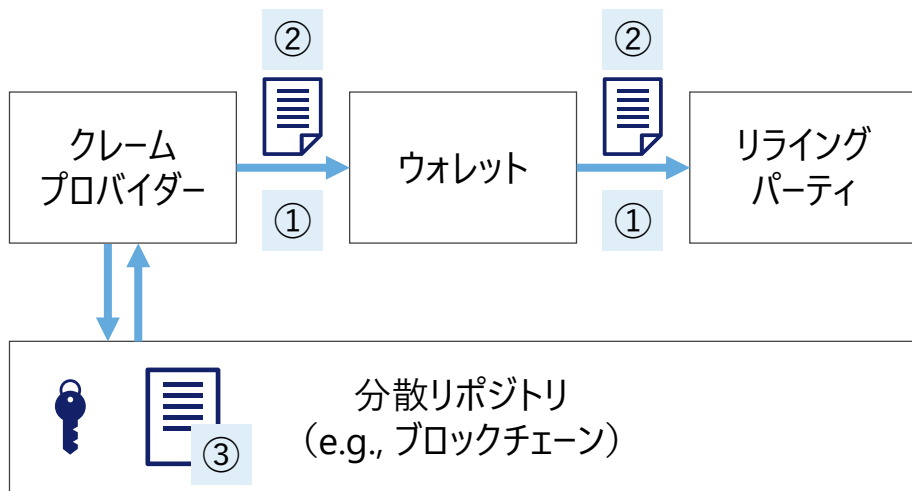 ②
②
クレーム
プロバイダー
ウォレット
リライング
パーティ
①
①
分散リポジトリ
（e.g., ブロックチェーン）
③